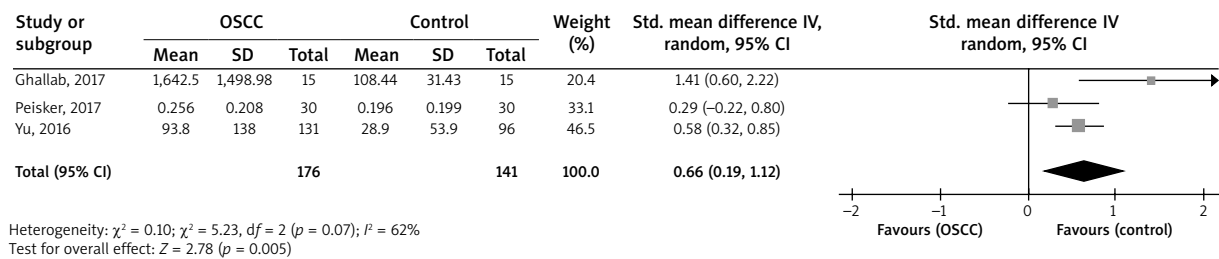 Study or subgroup OSCC Control Weight (%) Std. mean difference IV, random, 95% CI Std. mean difference IV random, 95% CI
Mean SD Total Mean SD Total
Ghallab, 2017 1,642.5 1,498.98 15 108.44 31.43 15 20.4 1.41 (0.60, 2.22)
Peisker, 2017 0.256 0.208 30 0.196 0.199 30 33.1 0.29 (–0.22, 0.80)
Yu, 2016 93.8 138 131 28.9 53.9 96 46.5 0.58 (0.32, 0.85)
Total (95% CI) 176 141 100.0 0.66 (0.19, 1.12)
–2 –1 0 1 2
Heterogeneity: χ² = 0.10; χ² = 5.23, df = 2 (p = 0.07); I² = 62%
Favours (OSCC) Favours (control)
Test for overall effect: Z = 2.78 (p = 0.005)